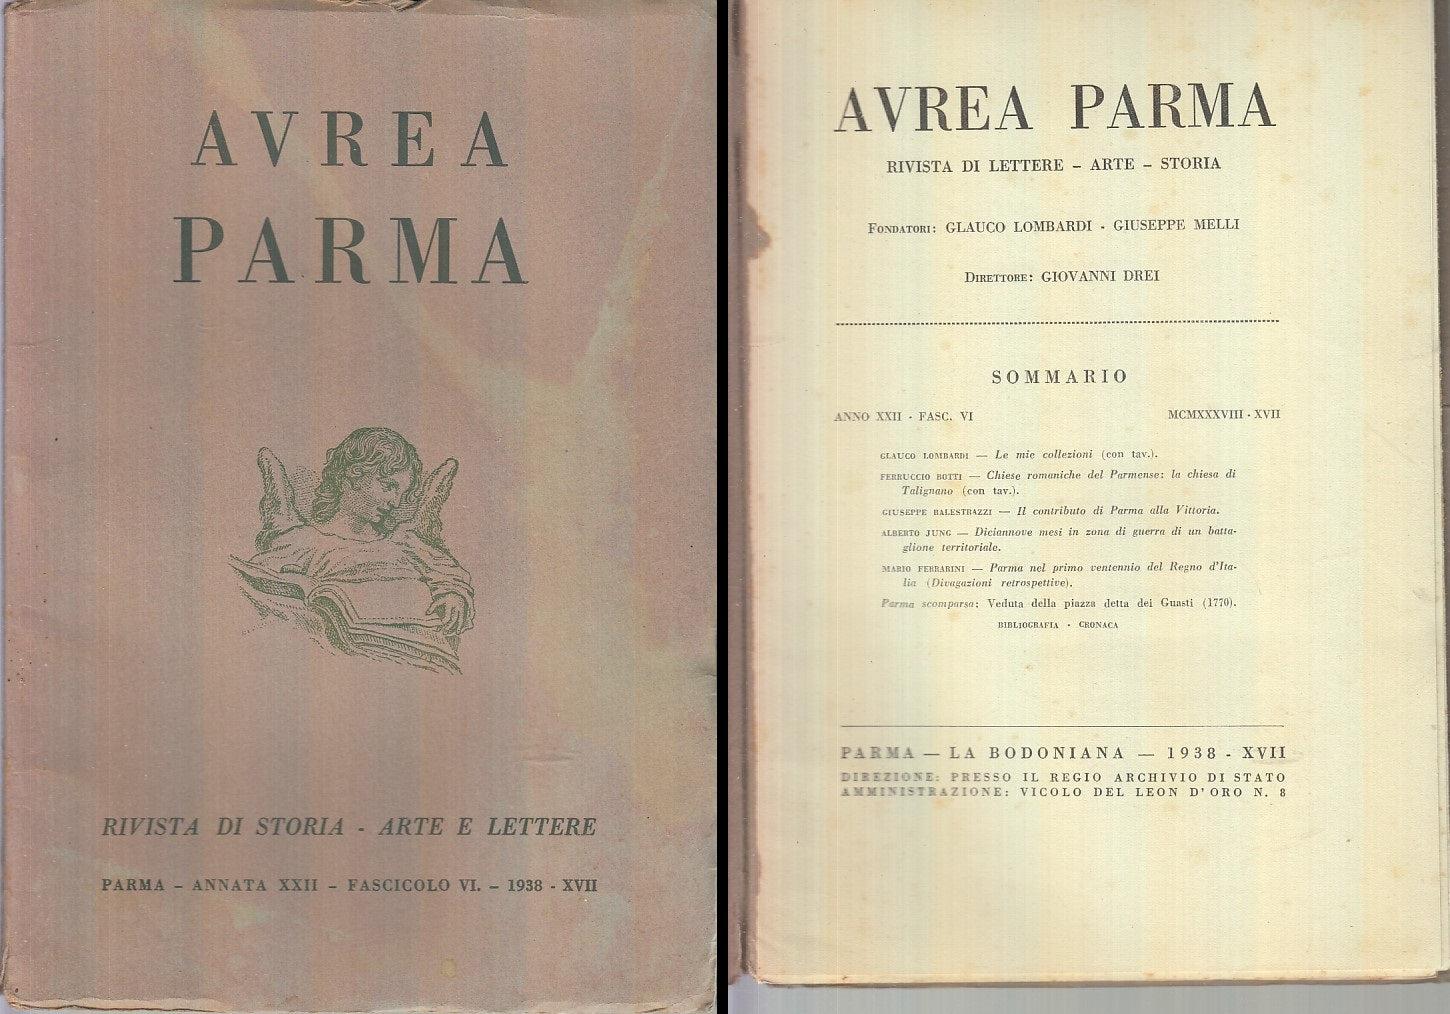 AVREA
PARMA
RIVISTA DI STORIA - ARTE E LETTERE
PARMA – ANNATA XXII – FASCICOLO VI. – 1938 - XVII
AVREA PARMA
RIVISTA DI LETTERE – ARTE – STORIA
FONDATORI: GLAUCO LOMBARDI - GIUSEPPE MELLI
DIRETTORE: GIOVANNI DREI
SOMMARIO
ANNO XXII - FASC. VI MCMXXXVIII - XVII
GLAUCO LOMBARDI — Le mie collezioni (con tav.).
FERRUCCIO BOTTI — Chiese romaniche del Parmense: la chiesa di
Talignano (con tav.).
GIUSEPPE BALESTRAZZI — Il contributo di Parma alla Vittoria.
ALBERTO JUNG — Diciannove mesi in zona di guerra di un batta-
glione territoriale.
MARIO FERRARINI — Parma nel primo ventennio del Regno d'Ita-
lia (Divagazioni retrospettive).
Parma scomparsa: Veduta della piazza detta dei Guasti (1770).
BIBLIOGRAFIA - CRONACA
PARMA — LA BODONIANA — 1938 - XVII
DIREZIONE: PRESSO IL REGIO ARCHIVIO DI STATO
AMMINISTRAZIONE: VICOLO DEL LEON D'ORO N. 8